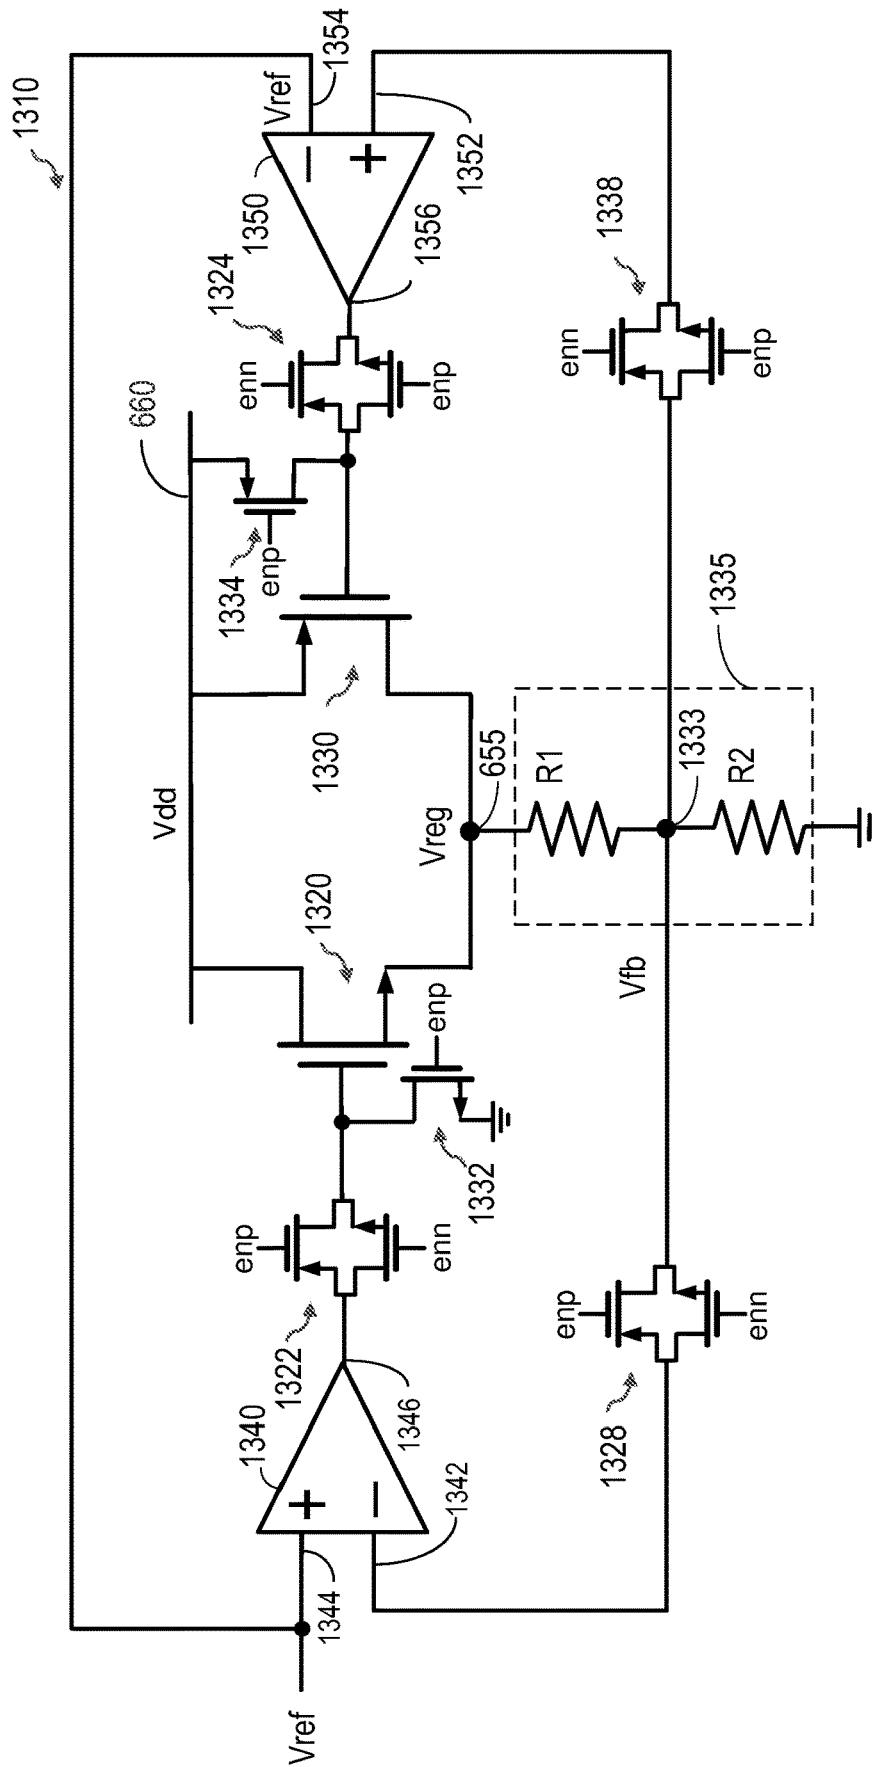 1310
Vref
1354
1350
1352
1356
1324
enn
enp
1338
enn
enp
660
1334
enp
1330
Vdd
1335
R1
655
1333
R2
Vreg
1320
Vfb
enp
1332
enp
enn
1322
1340
1346
1342
enp
enn
1328
1344
Vref
+
−
−
+